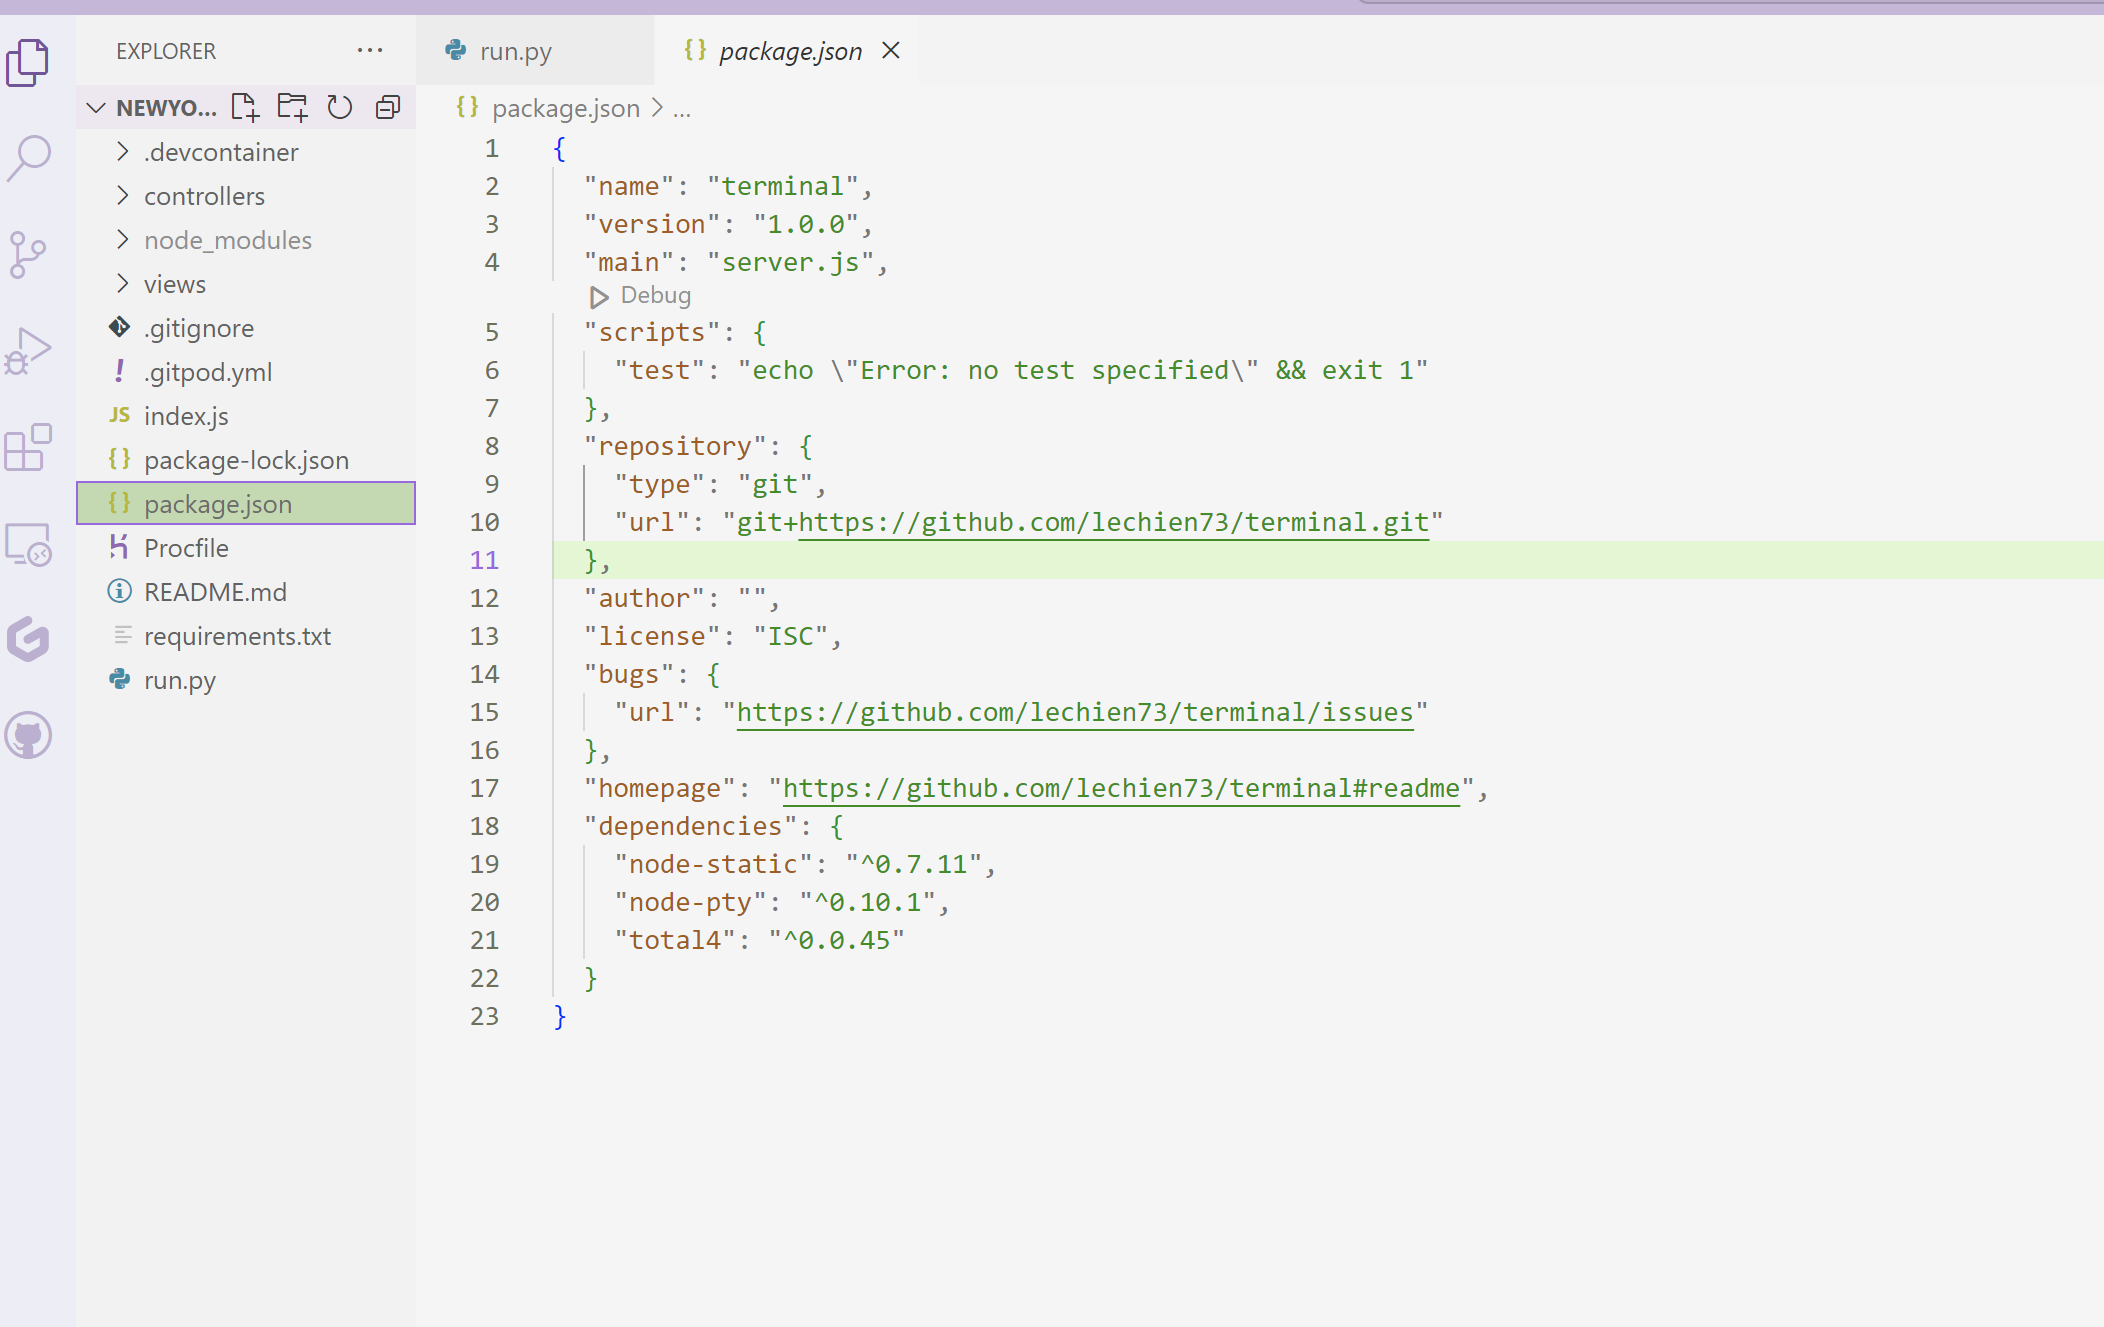 EXPLORER ...
run.py
package.json
NEWYO...
package.json > ...
.devcontainer
controllers
node_modules
views
.gitignore
.gitpod.yml
JS index.js
package-lock.json
package.json
Procfile
README.md
requirements.txt
run.py
1 {
2 "name": "terminal",
3 "version": "1.0.0",
4 "main": "server.js",
Debug
5 "scripts": {
6 "test": "echo \"Error: no test specified\" && exit 1"
7 },
8 "repository": {
9 "type": "git",
10 "url": "git+https://github.com/lechien73/terminal.git"
11 },
12 "author": "",
13 "license": "ISC",
14 "bugs": {
15 "url": "https://github.com/lechien73/terminal/issues"
16 },
17 "homepage": "https://github.com/lechien73/terminal#readme",
18 "dependencies": {
19 "node-static": "^0.7.11",
20 "node-pty": "^0.10.1",
21 "total4": "^0.0.45"
22 }
23 }